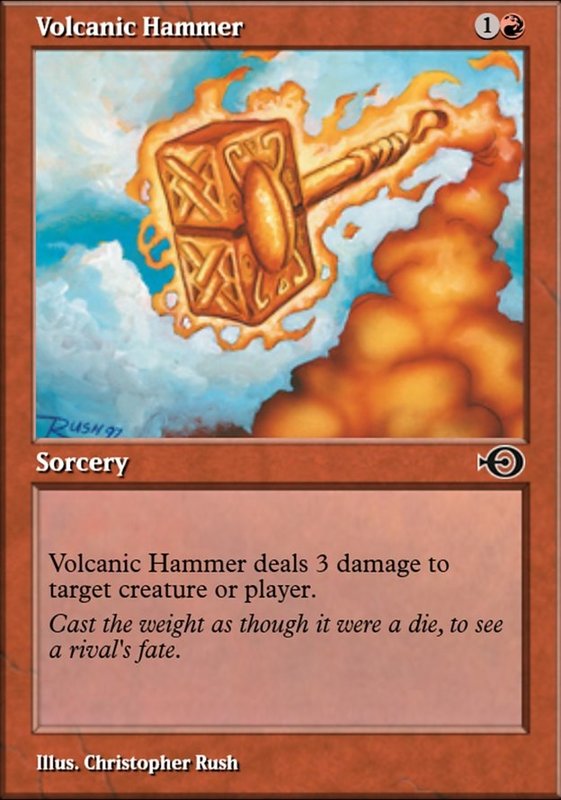 Volcanic Hammer 1
RUSH 97
Sorcery
Volcanic Hammer deals 3 damage to
target creature or player.
Cast the weight as though it were a die, to see
a rival's fate.
Illus. Christopher Rush